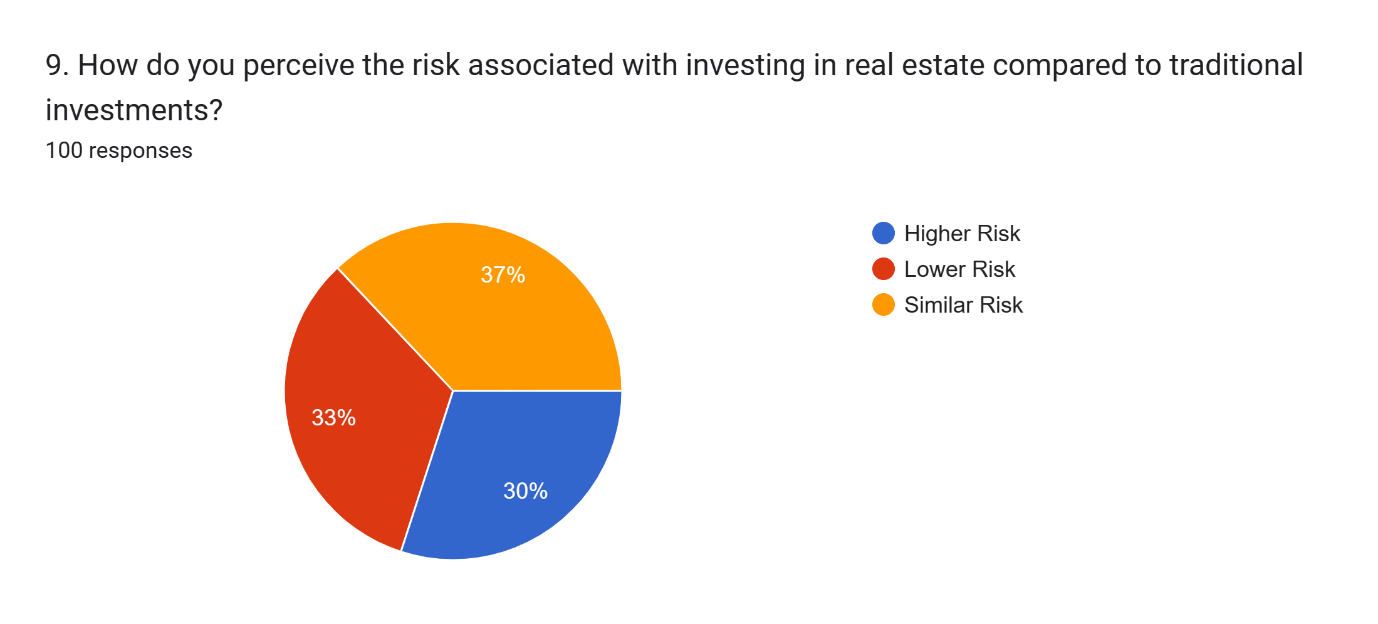 9. How do you perceive the risk associated with investing in real estate compared to traditional
investments?
100 responses
37%
33%
30%
Higher Risk
Lower Risk
Similar Risk